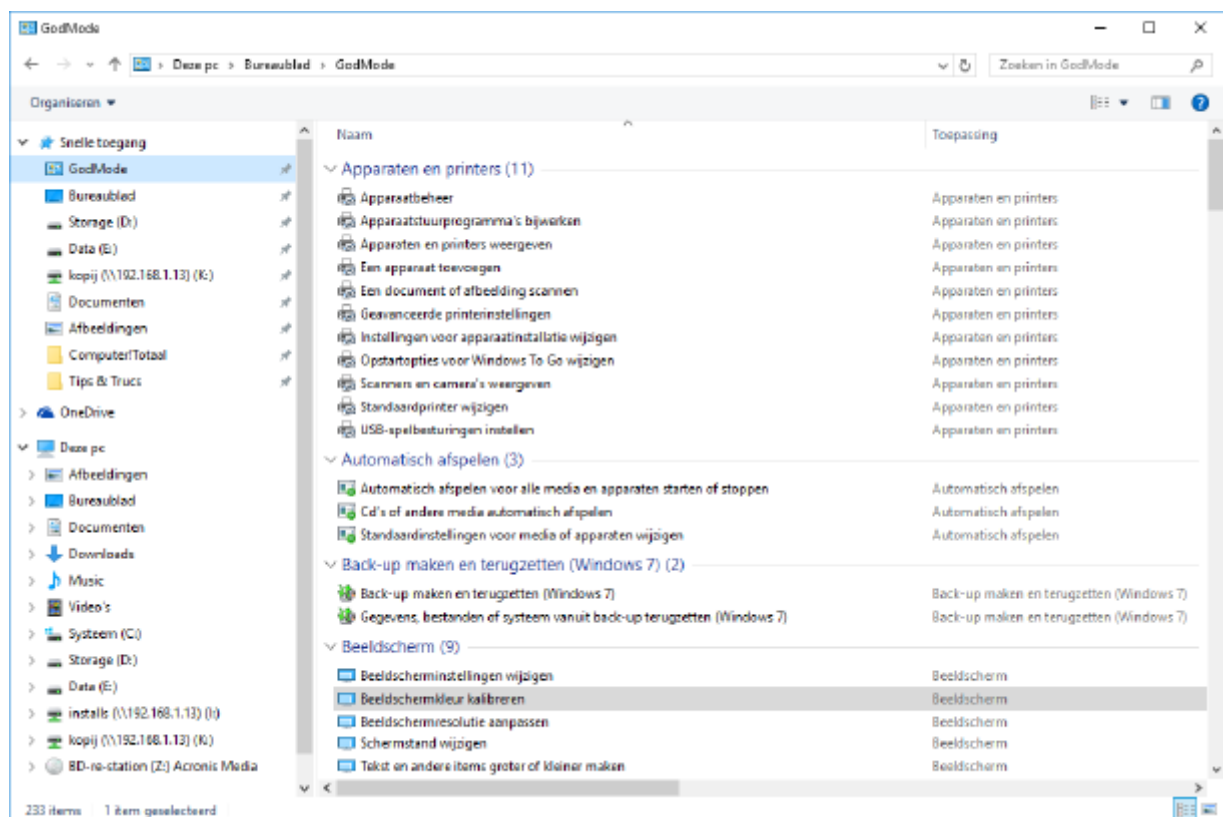 GodMode
Deze pc > Bureaublad > GodMode
Zoeken in GodMode
Organiseren
Snelle toegang
GodMode
Bureaublad
Storage (D:)
Data (E:)
kopij (\\192.168.1.13) (K:)
Documenten
Afbeeldingen
Computer!Totaal
Tips & Trucs
OneDrive
Deze pc
Afbeeldingen
Bureaublad
Documenten
Downloads
Music
Video's
Systeem (C:)
Storage (D:)
Data (E:)
installs (\\192.168.1.13) (I:)
kopij (\\192.168.1.13) (K:)
BD-re-station (Z:) Acronis Media
Naam Toepassing
Apparaten en printers (11)
Apparaatbeheer Apparaten en printers
Apparaatstuurprogramma's bijwerken Apparaten en printers
Apparaten en printers weergeven Apparaten en printers
Een apparaat toevoegen Apparaten en printers
Een document of afbeelding scannen Apparaten en printers
Geavanceerde printerinstellingen Apparaten en printers
Instellingen voor apparaatinstallatie wijzigen Apparaten en printers
Opstartopties voor Windows To Go wijzigen Apparaten en printers
Scanners en camera's weergeven Apparaten en printers
Standaardprinter wijzigen Apparaten en printers
USB-spelbesturingen instellen Apparaten en printers
Automatisch afspelen (3)
Automatisch afspelen voor alle media en apparaten starten of stoppen Automatisch afspelen
Cd's of andere media automatisch afspelen Automatisch afspelen
Standaardinstellingen voor media of apparaten wijzigen Automatisch afspelen
Back-up maken en terugzetten (Windows 7) (2)
Back-up maken en terugzetten (Windows 7) Back-up maken en terugzetten (Windows 7)
Gegevens, bestanden of systeem vanuit back-up terugzetten (Windows 7) Back-up maken en terugzetten (Windows 7)
Beeldscherm (9)
Beeldscherminstellingen wijzigen Beeldscherm
Beeldschermkleur kalibreren Beeldscherm
Beeldschermresolutie aanpassen Beeldscherm
Schermstand wijzigen Beeldscherm
Tekst en andere items groter of kleiner maken Beeldscherm
233 items 1 item geselecteerd